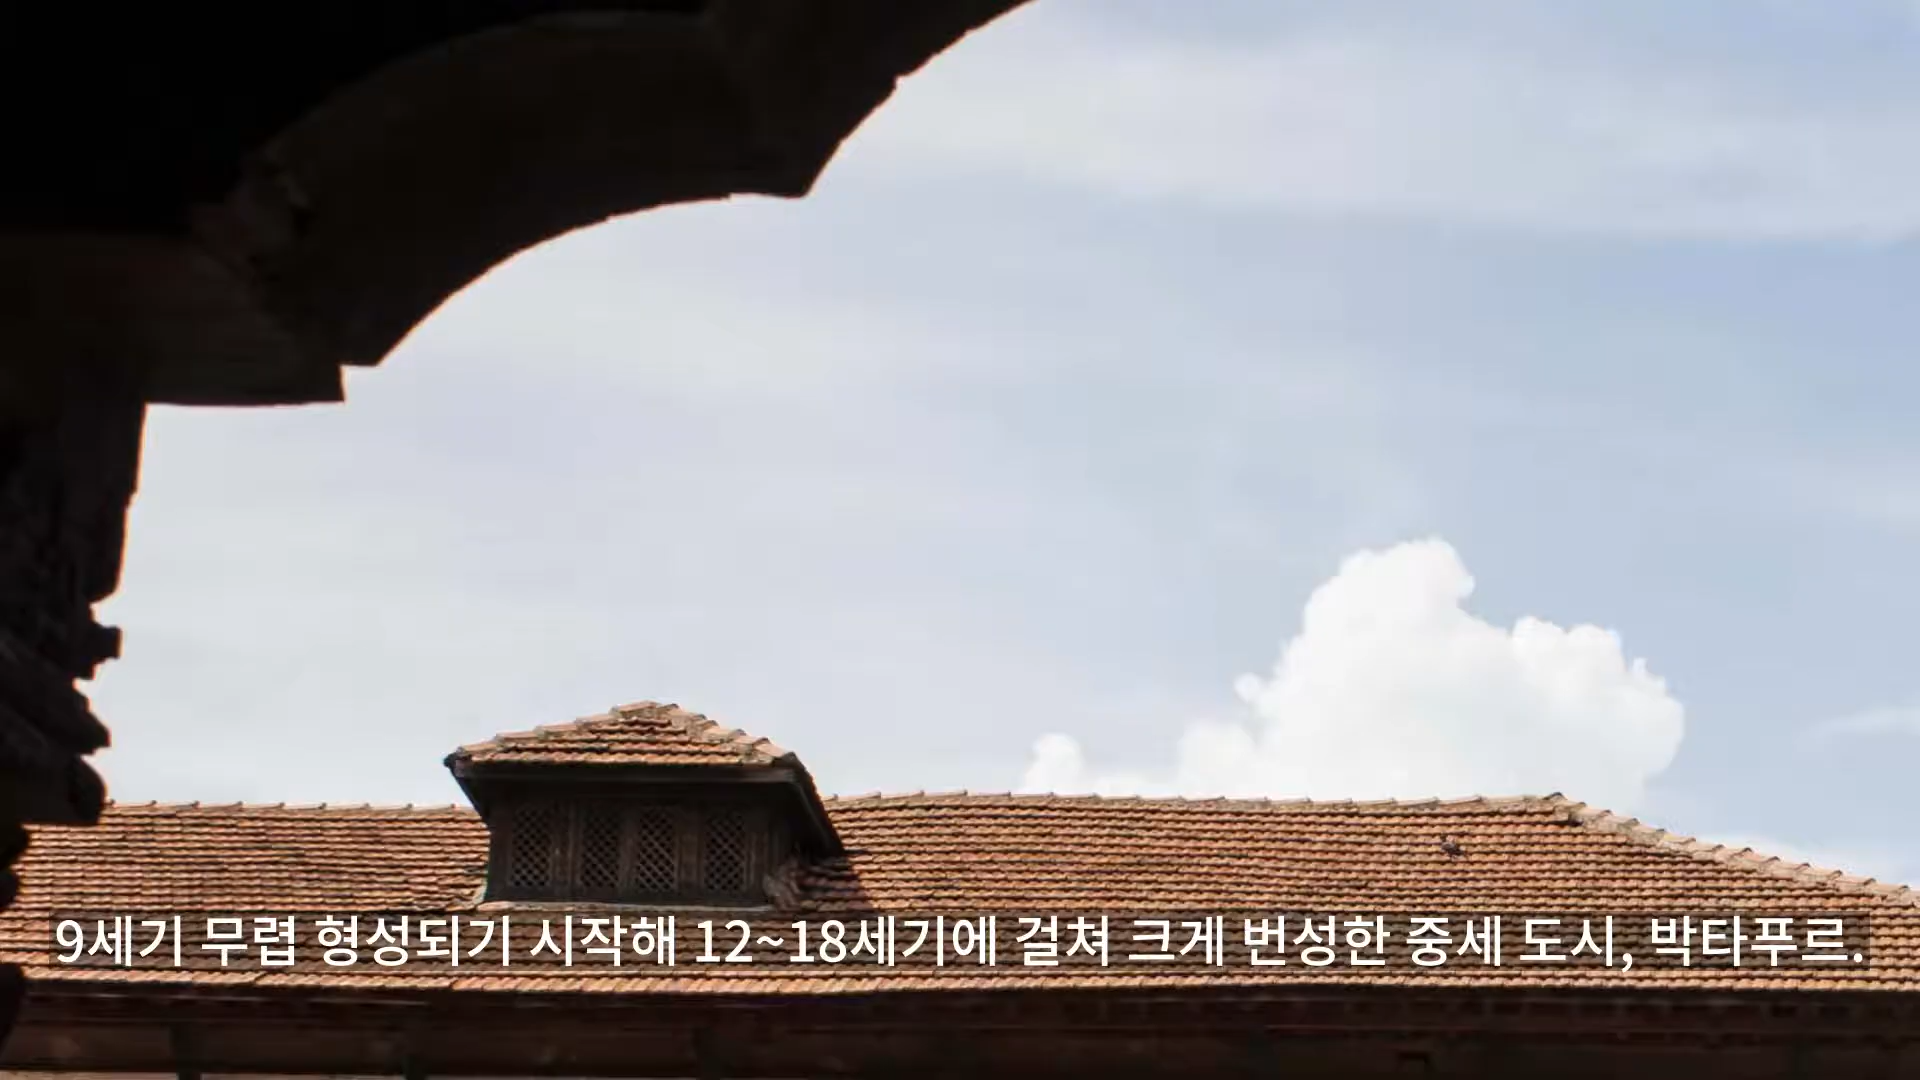 9세기 무렵 형성되기 시작해 12~18세기에 걸쳐 크게 번성한 중세 도시, 박타푸르.